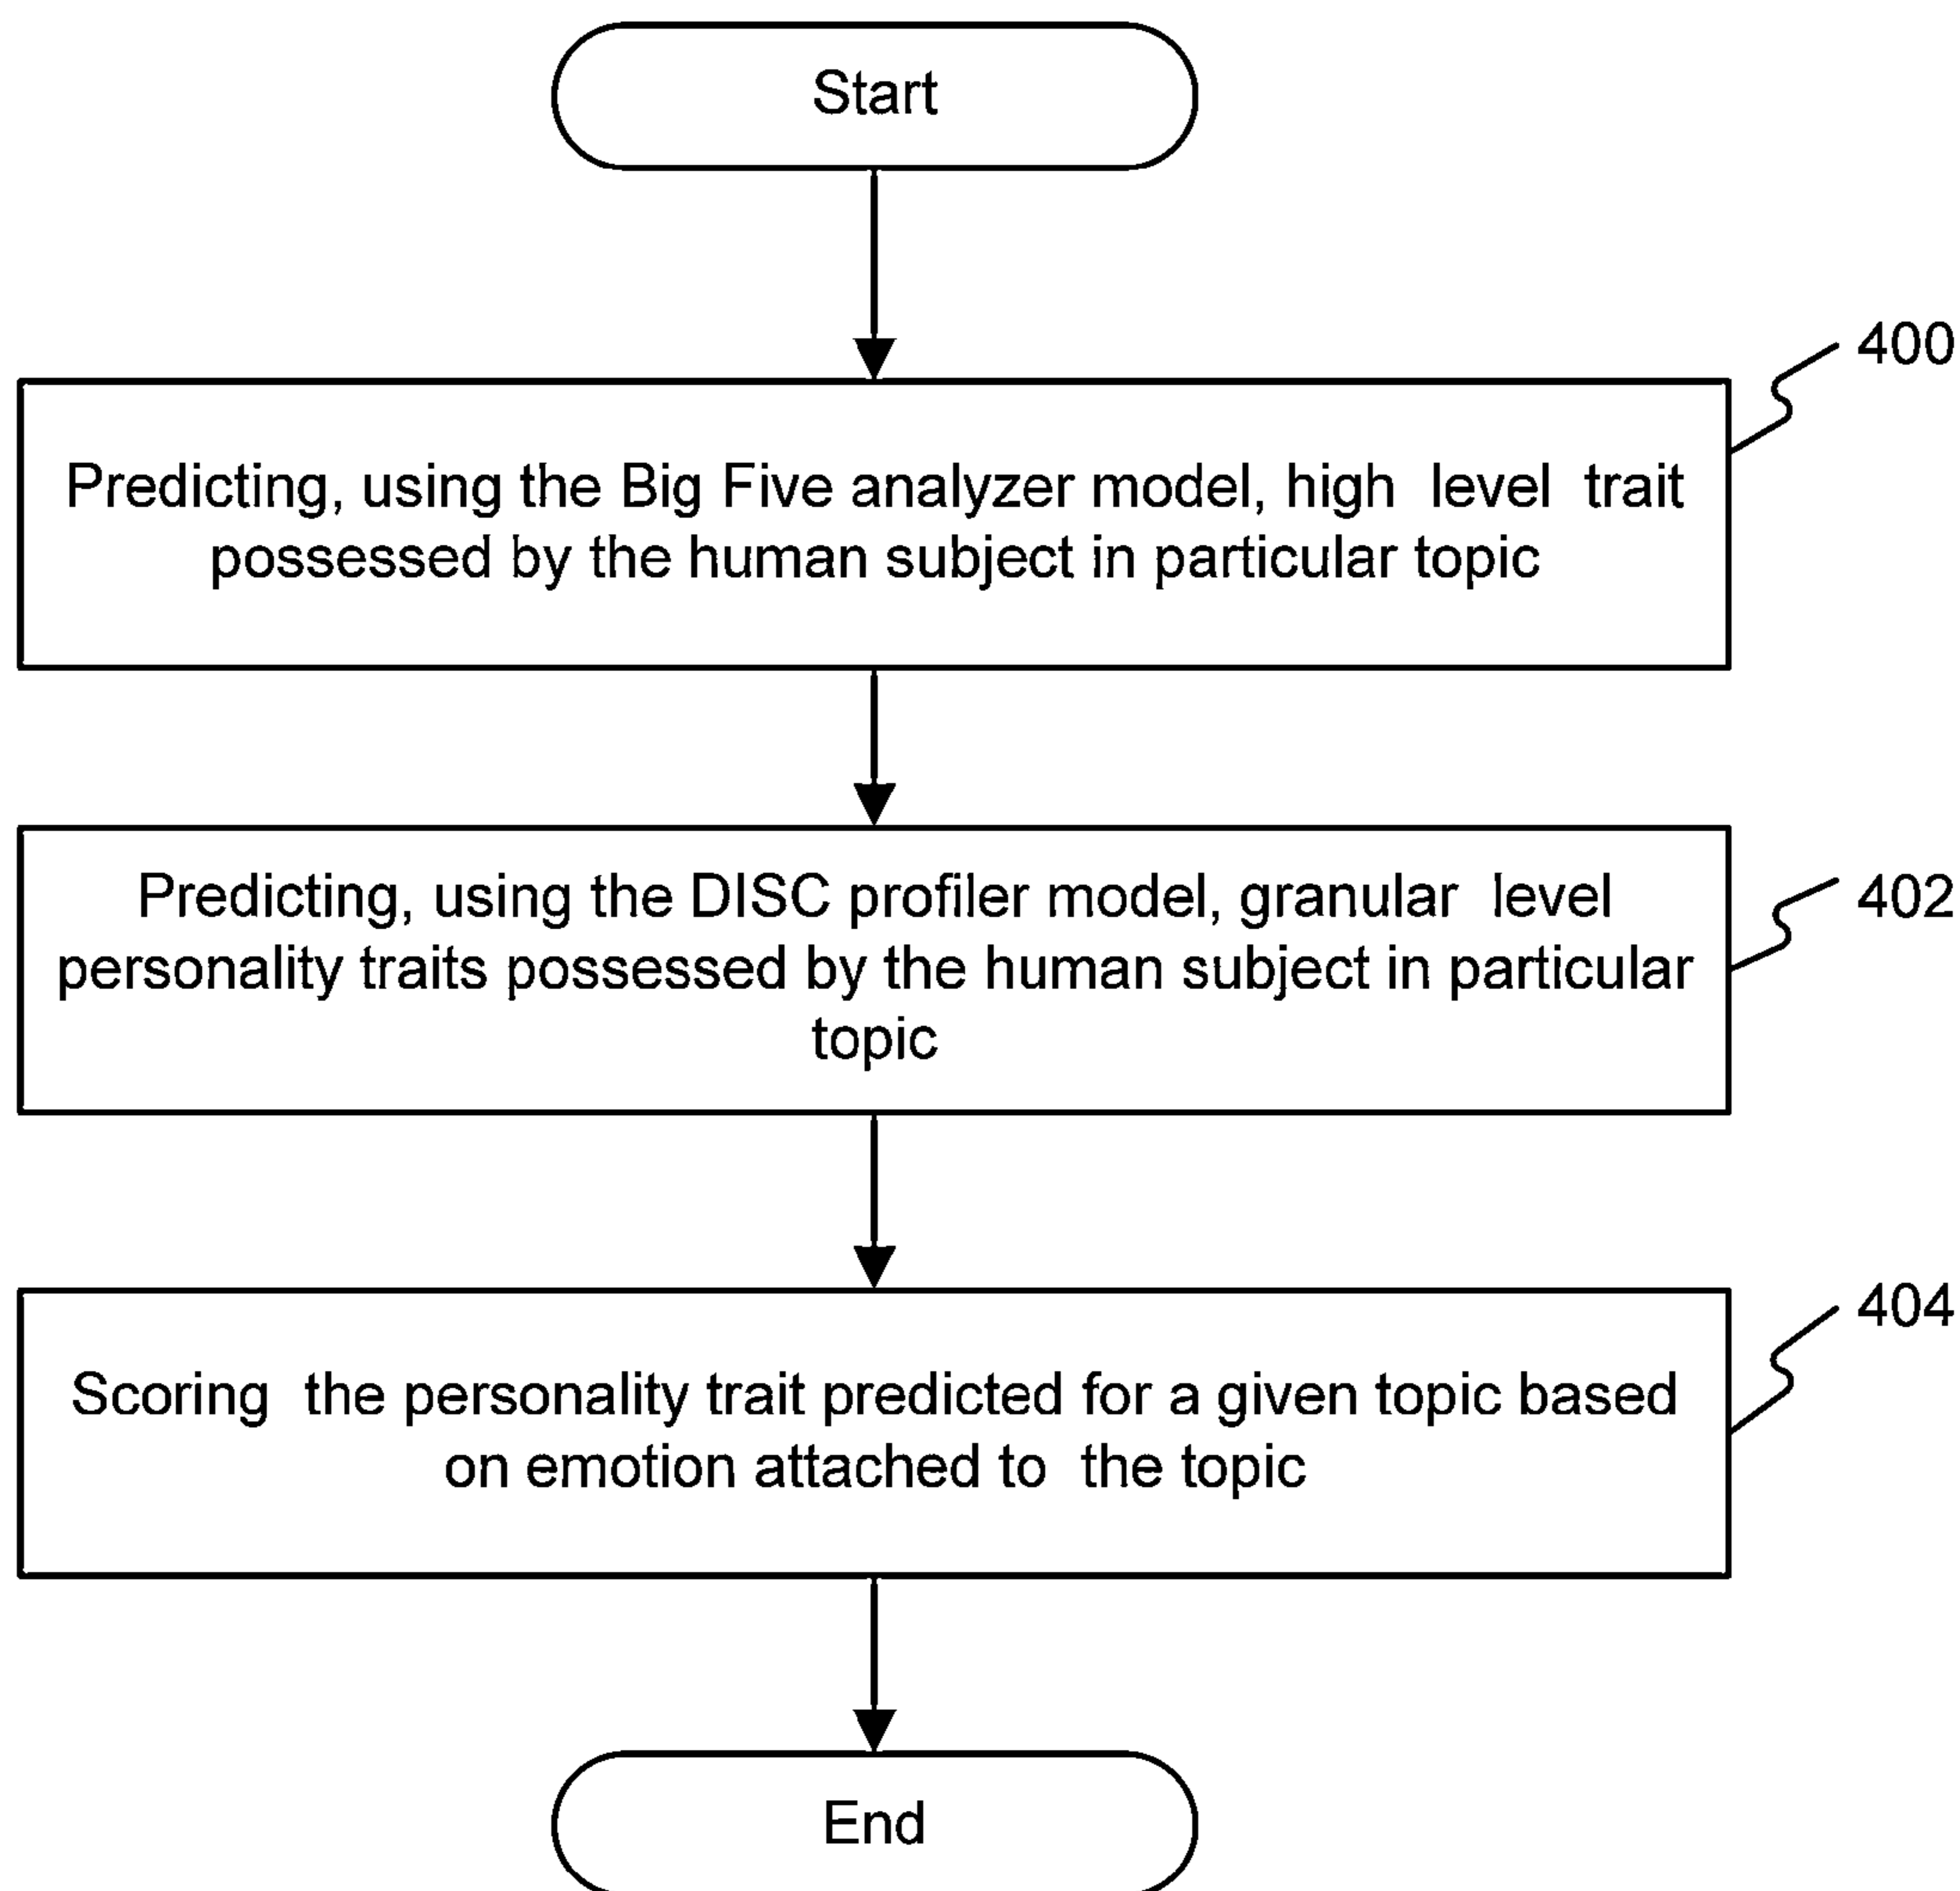 Start
400
Predicting, using the Big Five analyzer model, high level trait
possessed by the human subject in particular topic
402
Predicting, using the DISC profiler model, granular level
personality traits possessed by the human subject in particular
topic
404
Scoring the personality trait predicted for a given topic based
on emotion attached to the topic
End